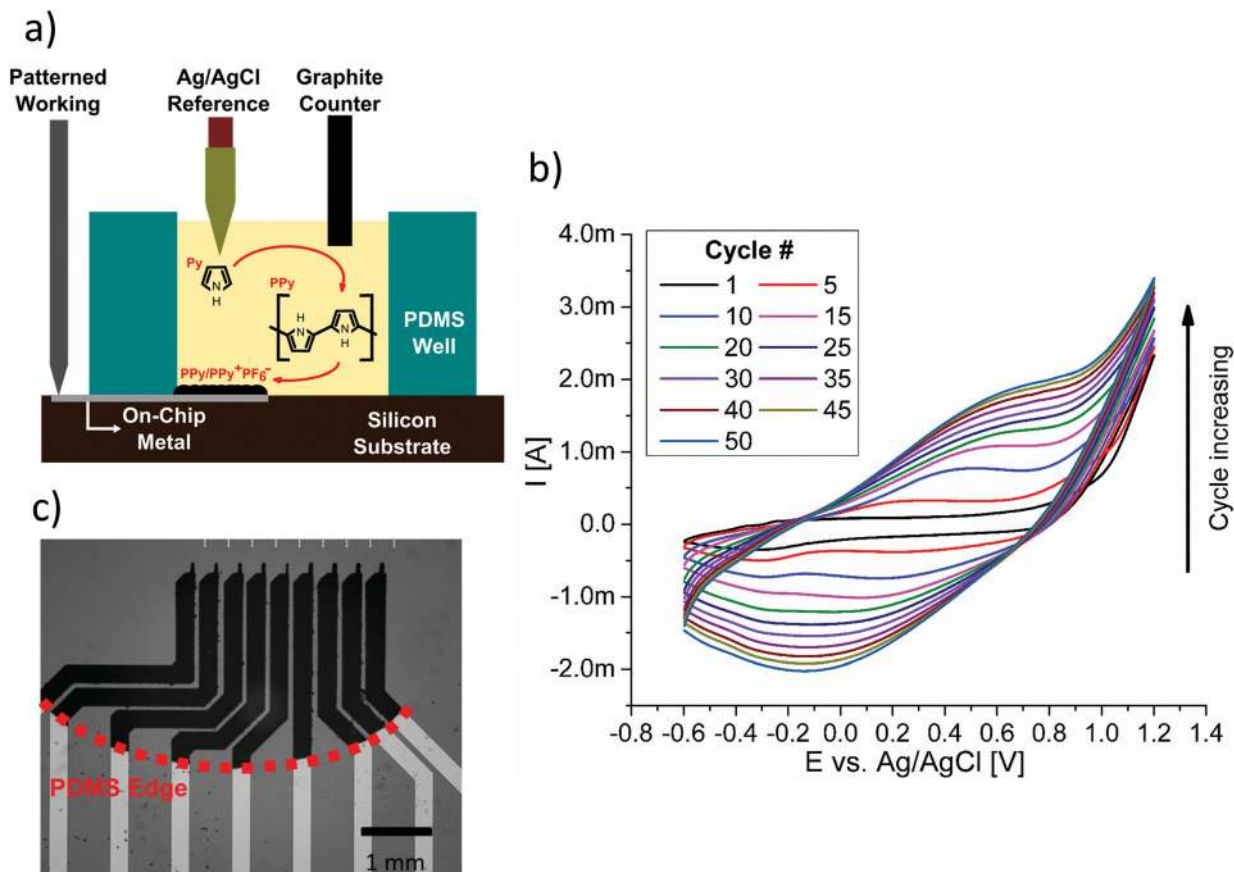 a)
Patterned
Working
Ag/AgCl
Reference
Graphite
Counter
Py
N
H
PPy
H
N
N
H
PDMS
Well
PPy/PPy⁺PF₆⁻
On-Chip
Metal
Silicon
Substrate
b)
4.0m
3.0m
2.0m
1.0m
0.0
-1.0m
-2.0m
I [A]
Cycle #
1 5
10 15
20 25
30 35
40 45
50
Cycle increasing
-0.8 -0.6 -0.4 -0.2 0.0 0.2 0.4 0.6 0.8 1.0 1.2 1.4
E vs. Ag/AgCl [V]
c)
PDMS Edge
1 mm